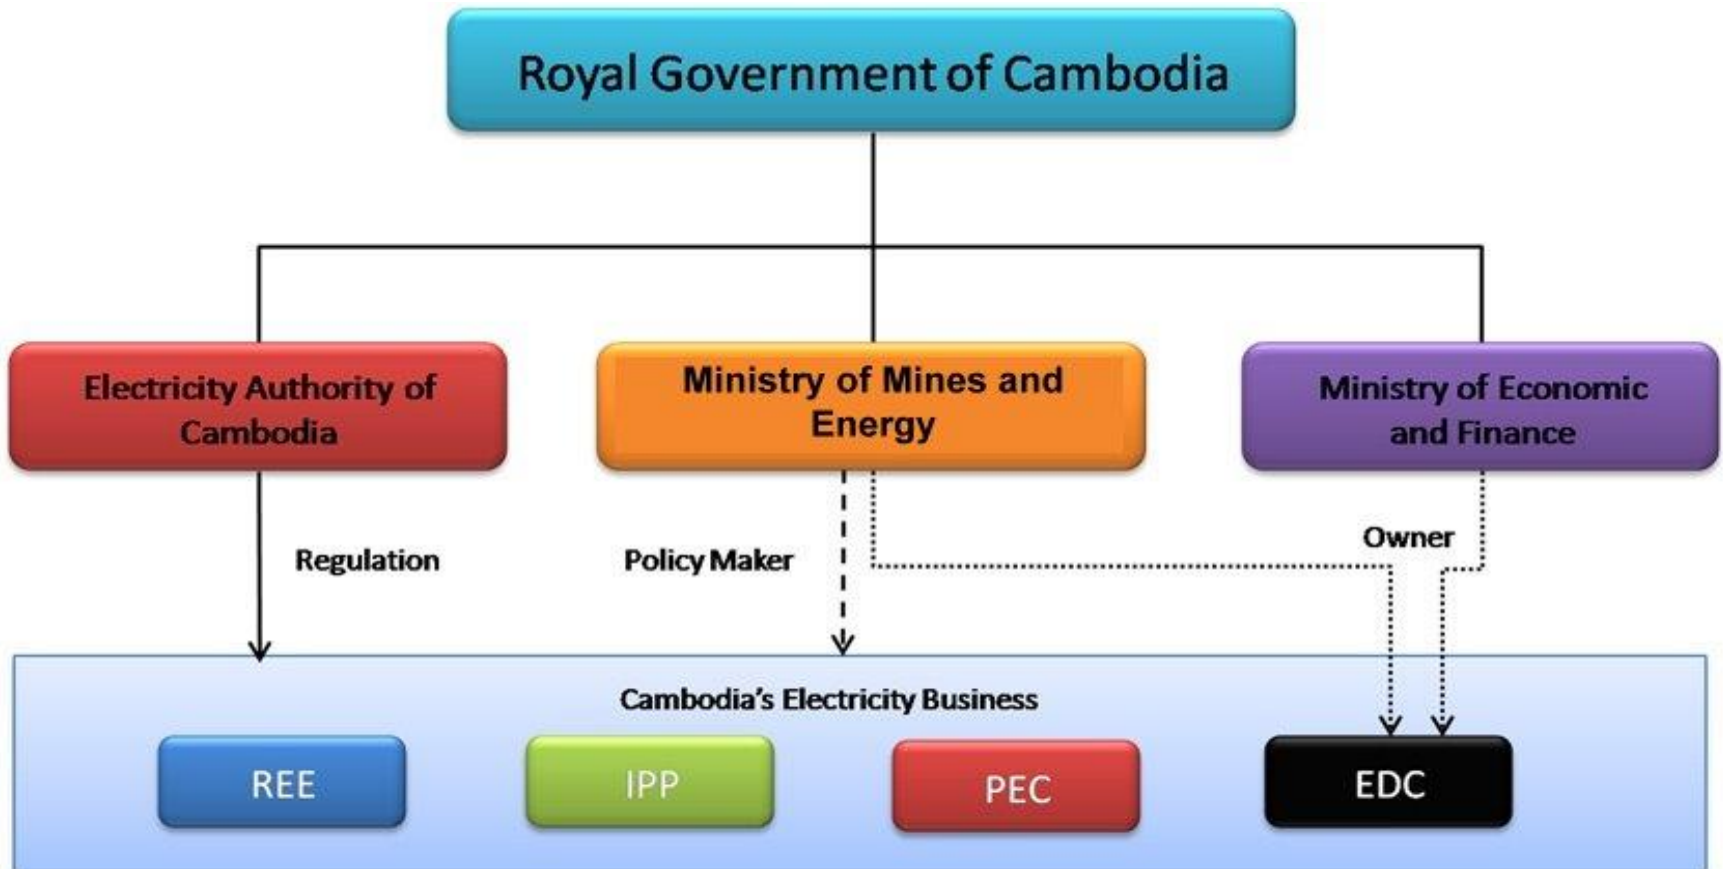 Royal Government of Cambodia
Electricity Authority of
Cambodia
Ministry of Mines and
Energy
Ministry of Economic
and Finance
Regulation
Policy Maker
Owner
Cambodia's Electricity Business
REE
IPP
PEC
EDC